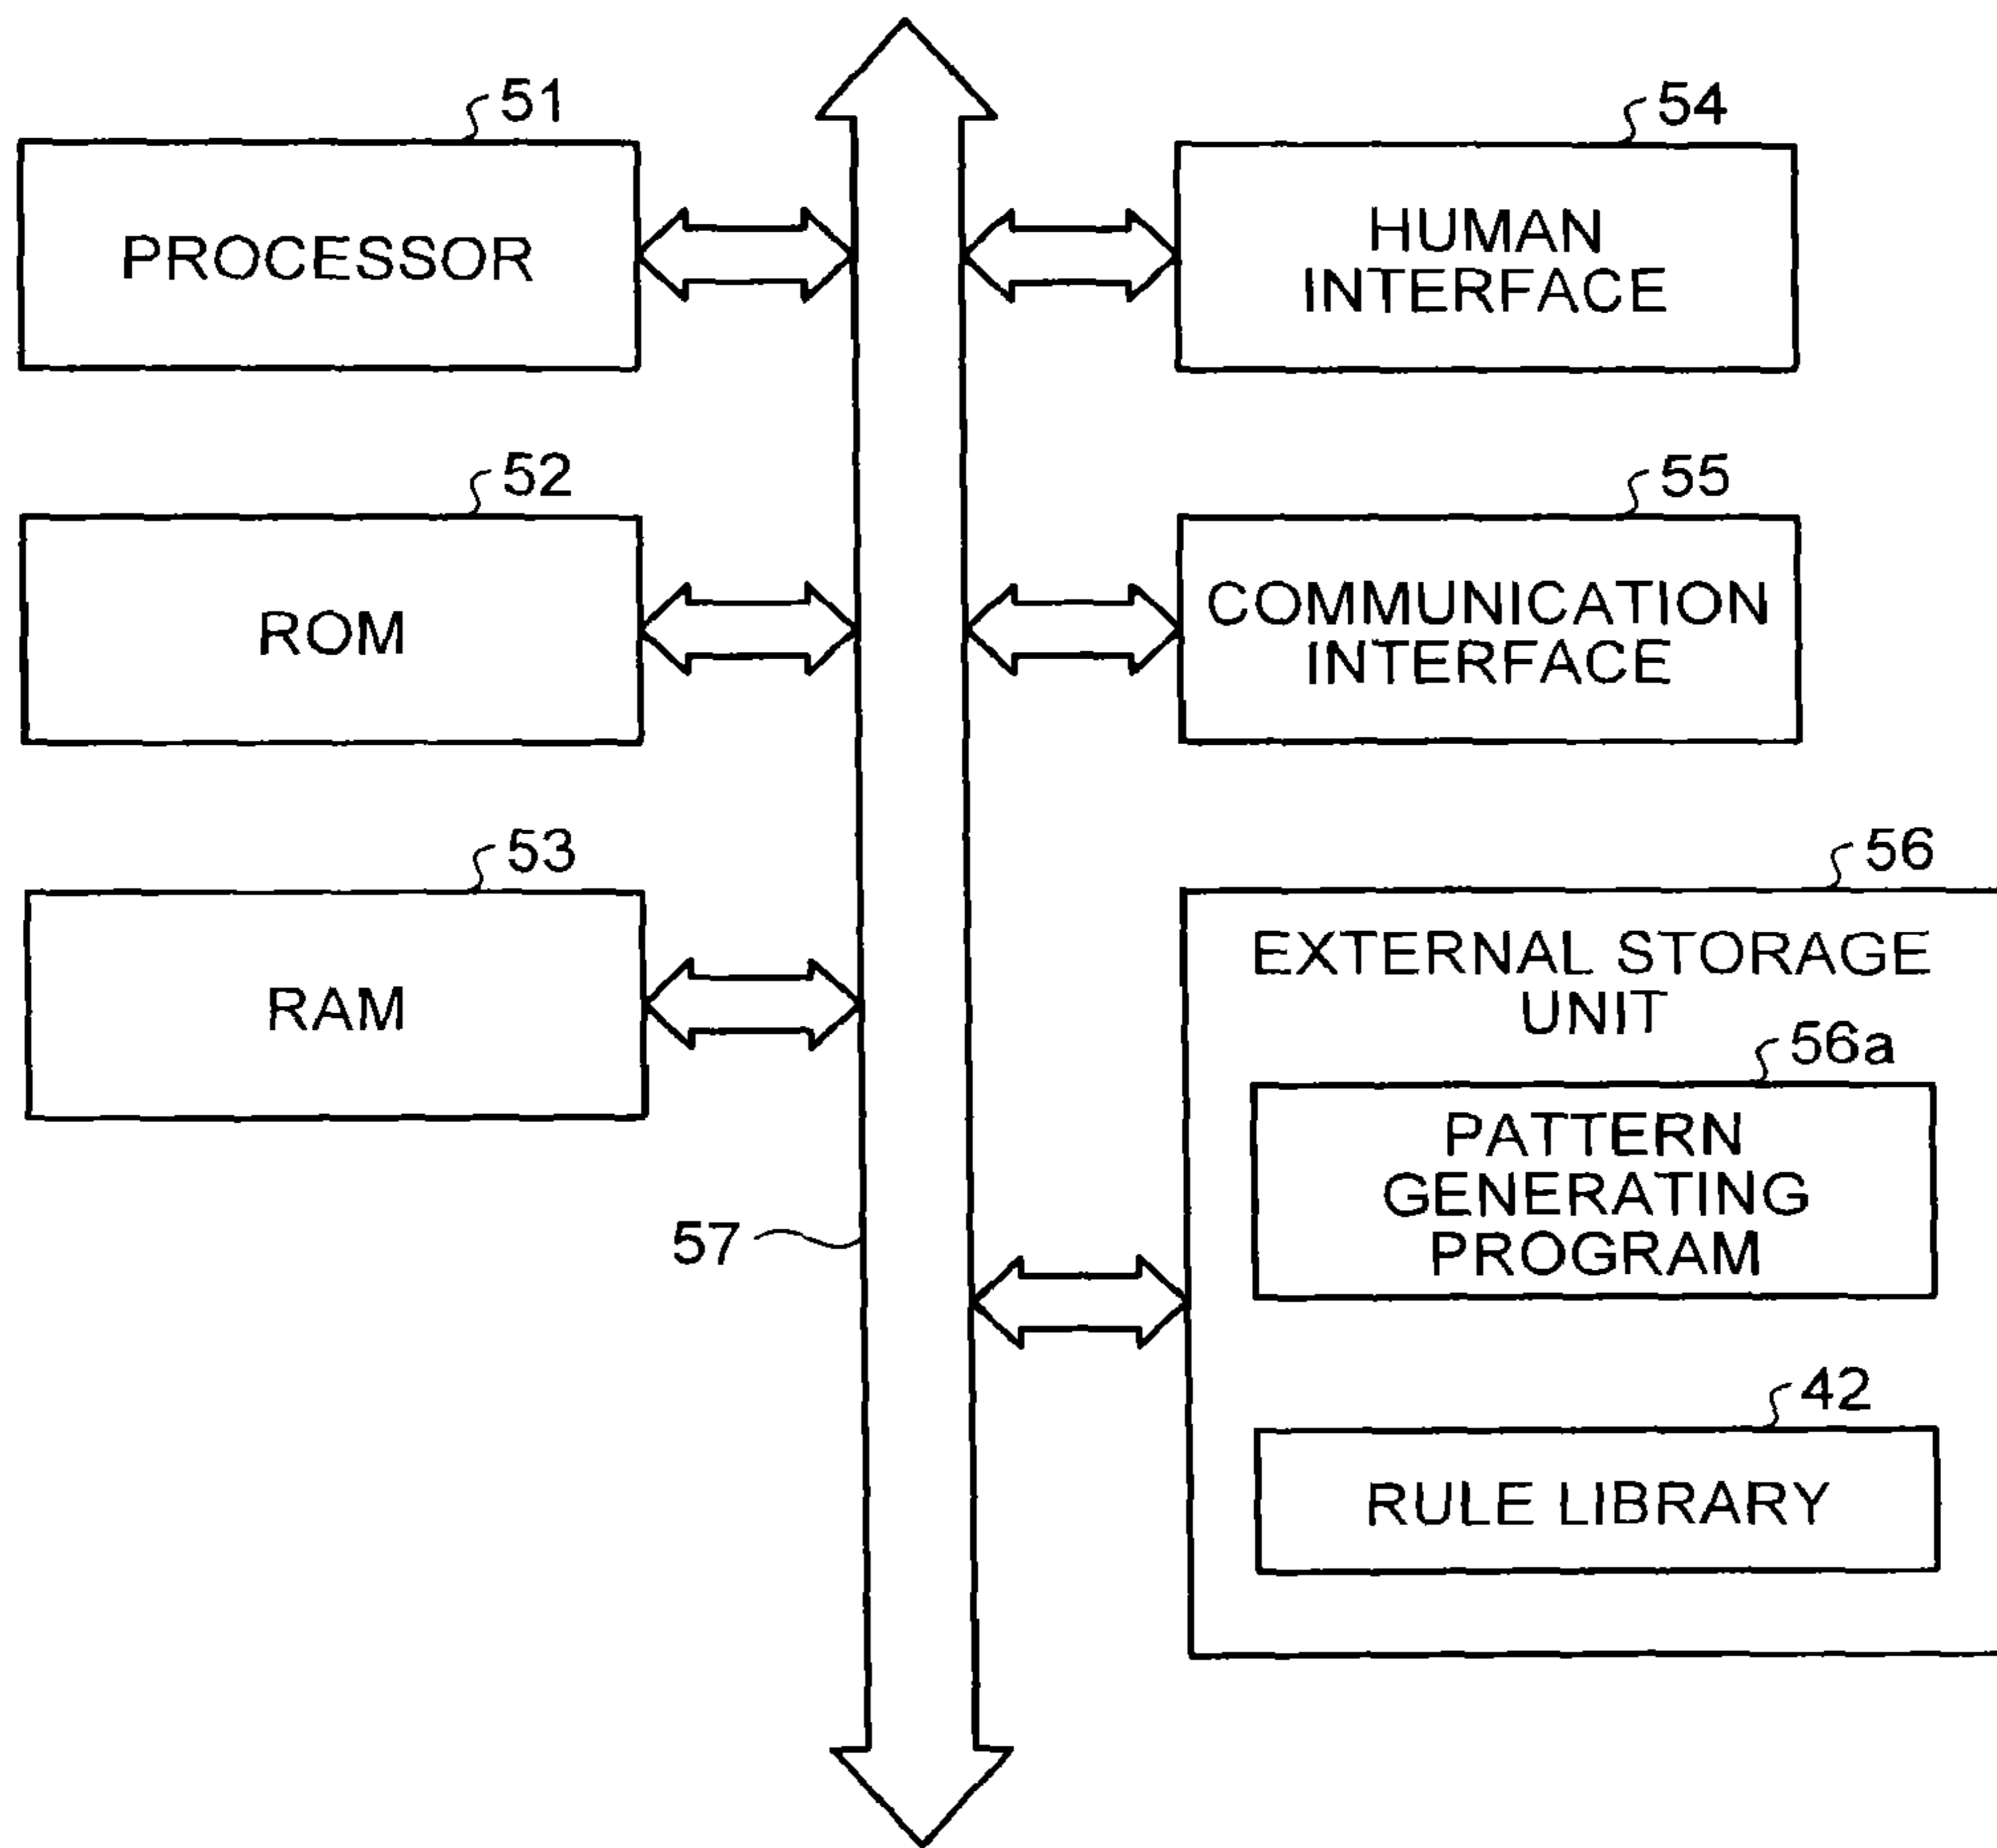 51
PROCESSOR
54
HUMAN
INTERFACE
52
ROM
55
COMMUNICATION
INTERFACE
53
RAM
56
EXTERNAL STORAGE
UNIT
56a
PATTERN
GENERATING
PROGRAM
57
42
RULE LIBRARY